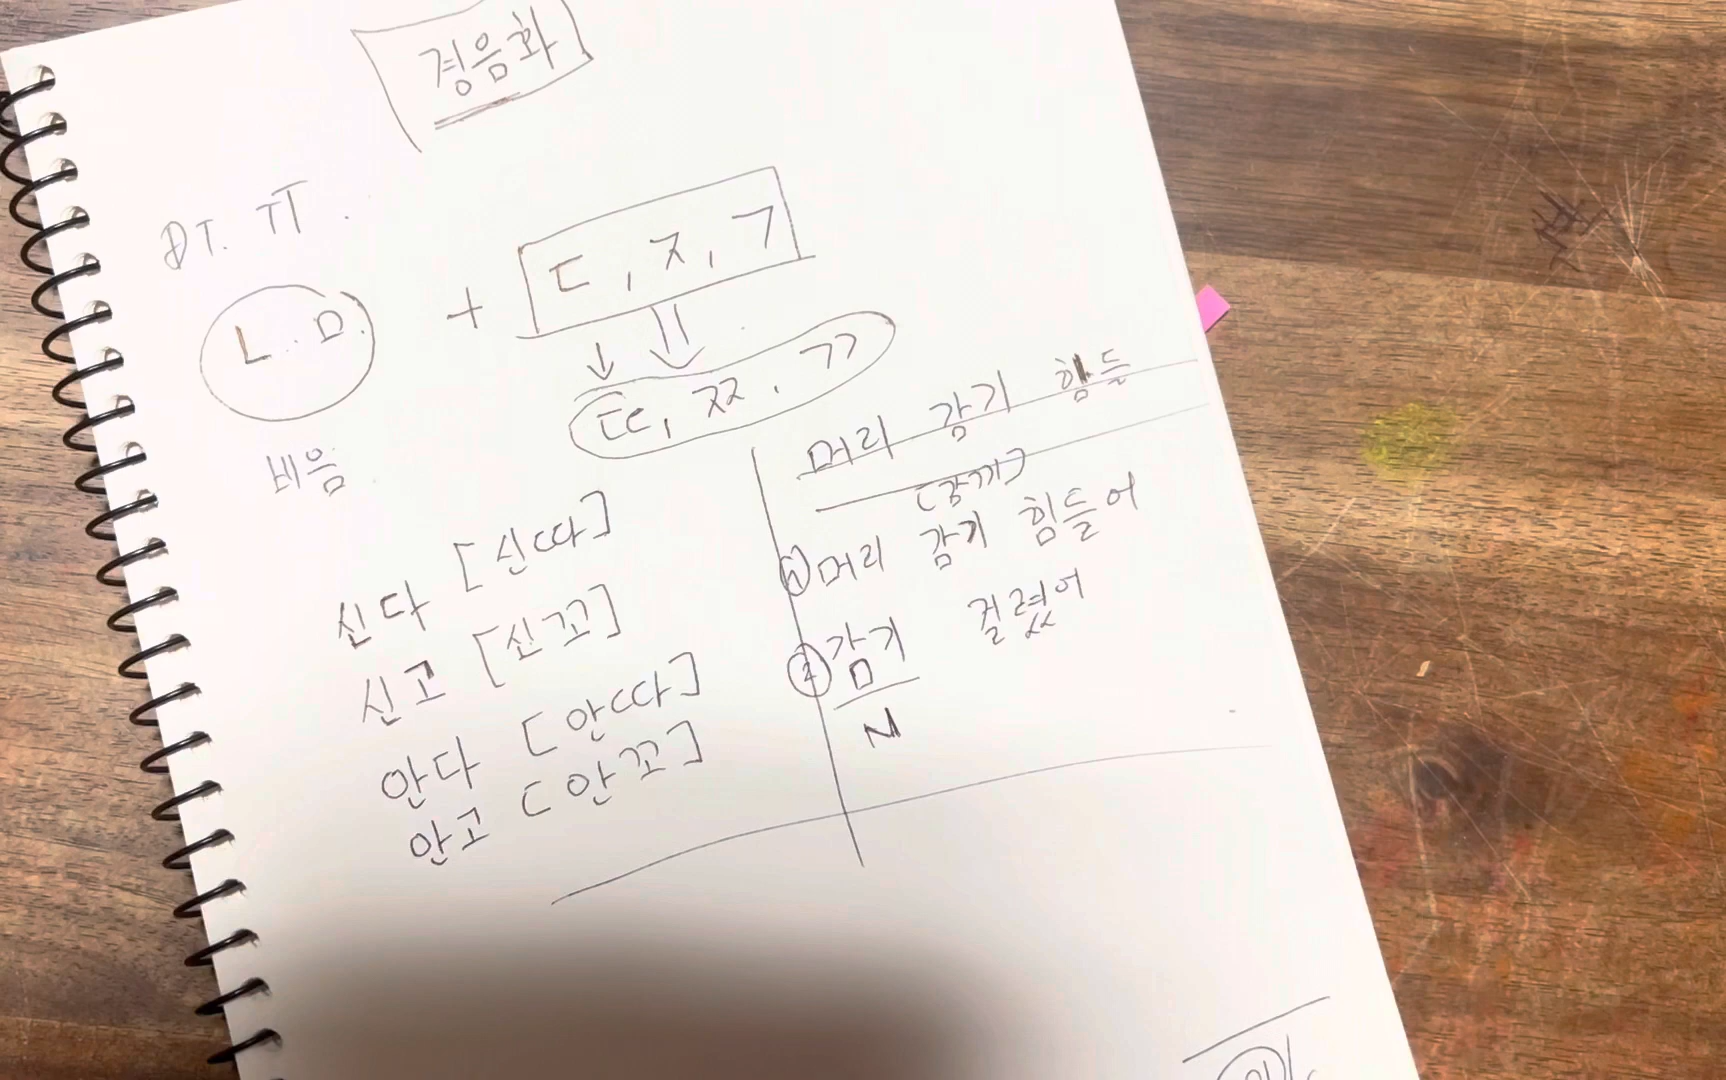 경음화
ㄴ. ㅁ. + ㄷ, ㅈ, ㄱ
ㄸ, ㅉ, ㄲ
비음
신다 [신따]
신고 [신꼬]
안다 [안따]
안고 [안꼬]
머리 감기 힘들
[감끼]
① 머리 감기 힘들어
② 감기 걸렸어
N